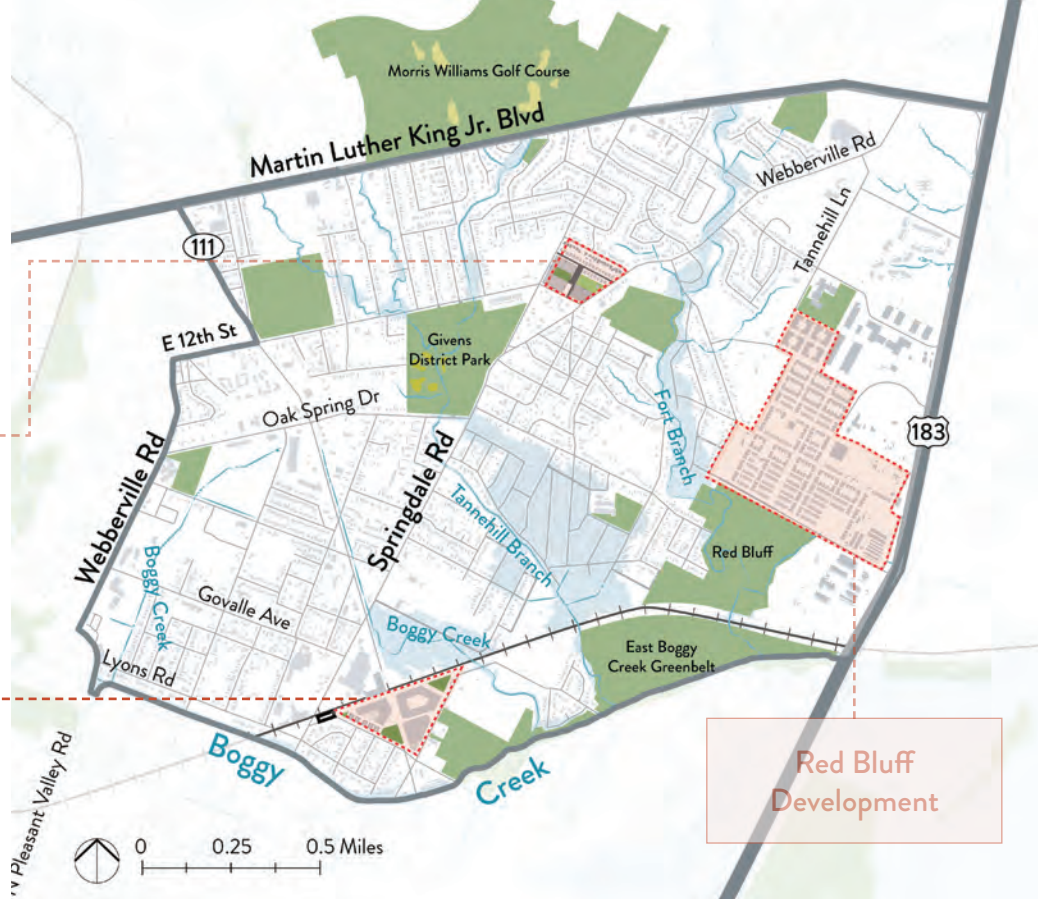 Morris Williams Golf Course
Martin Luther King Jr. Blvd
Webberville Rd
111
Tannehill Ln
E 12th St
Givens
District Park
Oak Spring Dr
Fort Branch
183
Webberville Rd
Springdale Rd
Tannehill Branch
Red Bluff
Boggy Creek
Govalle Ave
Boggy Creek
East Boggy
Creek Greenbelt
Lyons Rd
Boggy
Creek
Red Bluff
Development
N Pleasant Valley Rd
0 0.25 0.5 Miles